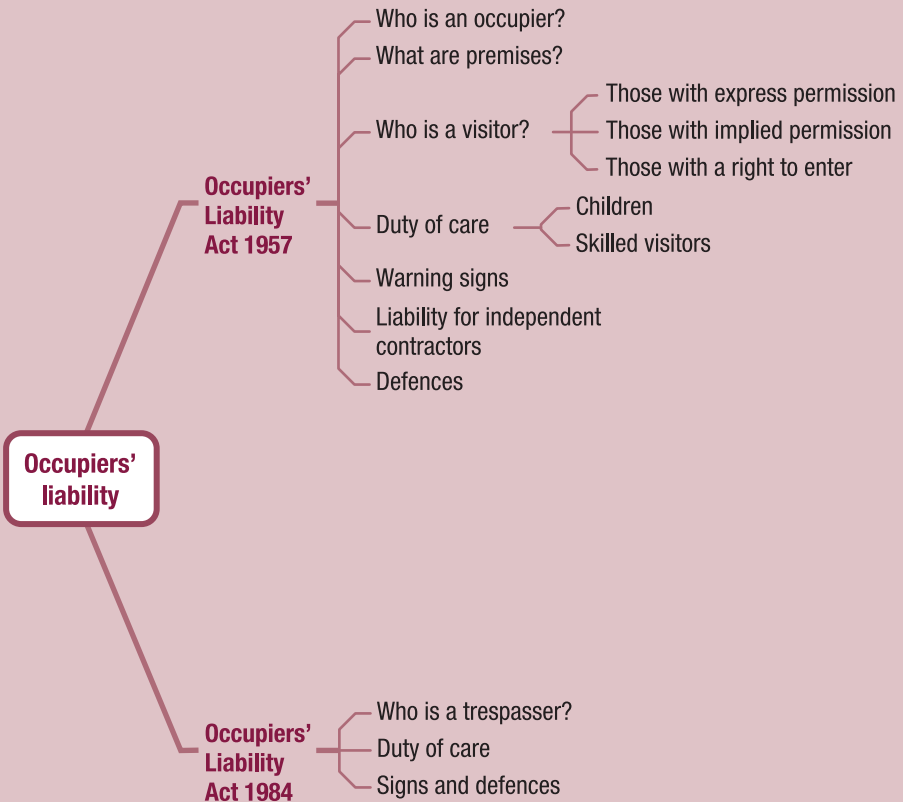 Occupiers'
liability
Occupiers'
Liability
Act 1957
Who is an occupier?
What are premises?
Who is a visitor?
Those with express permission
Those with implied permission
Those with a right to enter
Duty of care
Children
Skilled visitors
Warning signs
Liability for independent
contractors
Defences
Occupiers'
Liability
Act 1984
Who is a trespasser?
Duty of care
Signs and defences